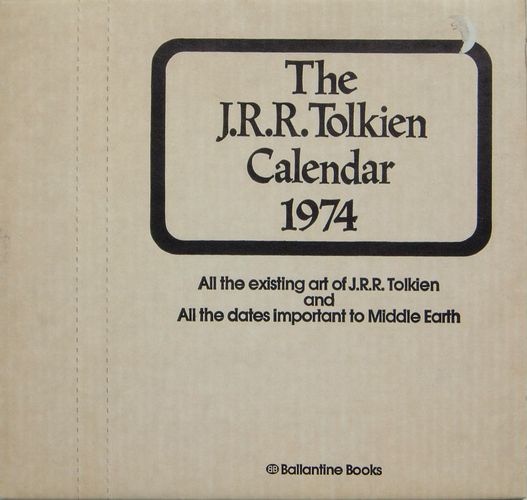 The
J.R.R. Tolkien
Calendar
1974
All the existing art of J.R.R. Tolkien
and
All the dates important to Middle Earth
BB Ballantine Books